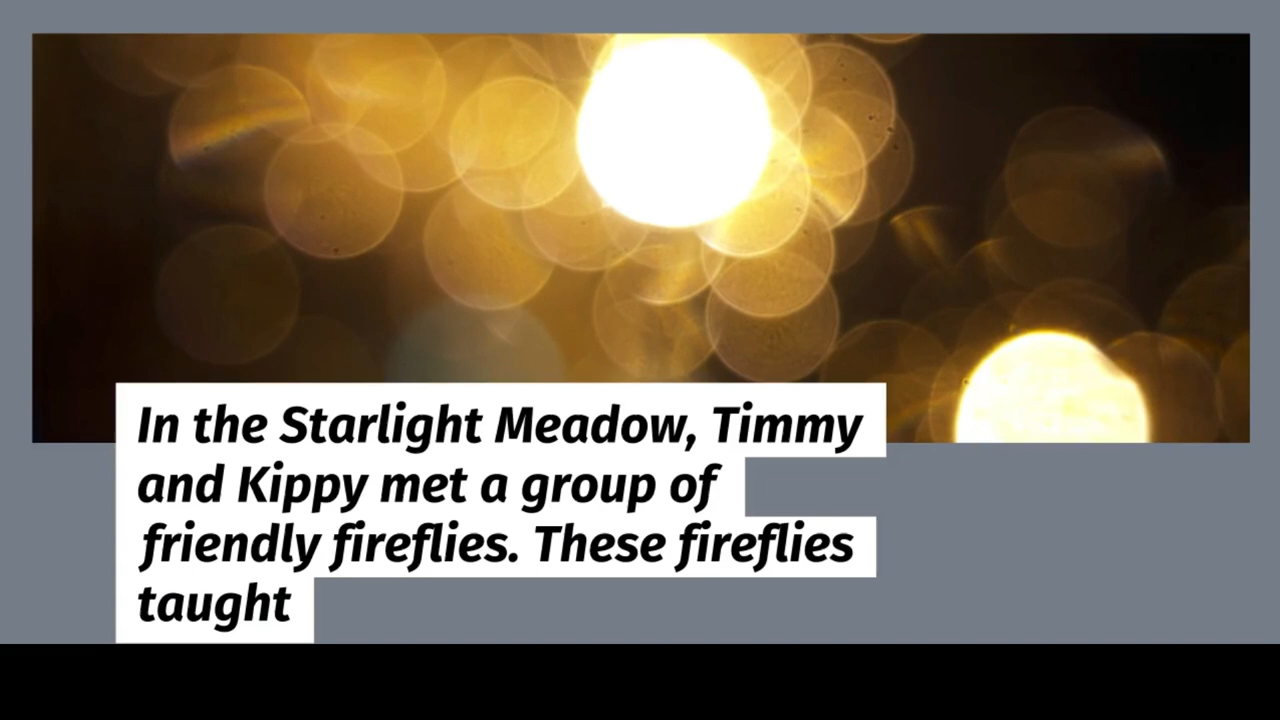 In the Starlight Meadow, Timmy
and Kippy met a group of
friendly fireflies. These fireflies
taught